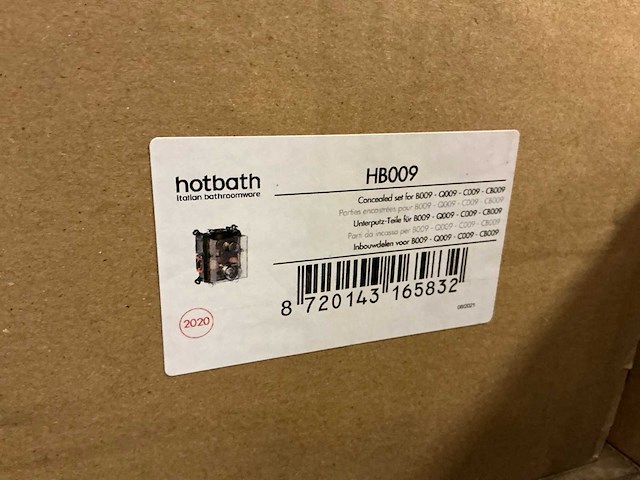 hotbath
italian bathroomware
HB009
Concealed set for B009 - Q009 - C009 - CB009
Parties encastrées pour B009 - Q009 - C009 - CB009
Unterputz-Teile für B009 - Q009 - C009 - CB009
Parti da incasso per B009 - Q009 - C009 - CB009
Inbouwdelen voor B009 - Q009 - C009 - CB009
8 720143 165832
2020
08/2021